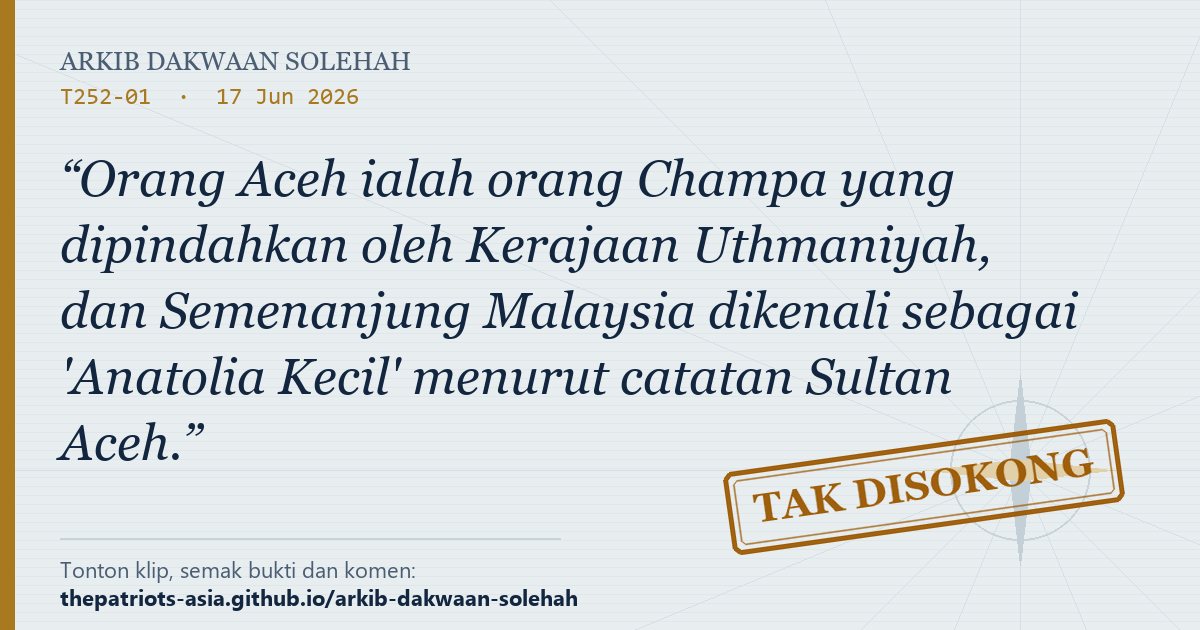 ARKIB DAKWAAN SOLEHAH
T252-01 · 17 Jun 2026
“Orang Aceh ialah orang Champa yang
dipindahkan oleh Kerajaan Uthmaniyah,
dan Semenanjung Malaysia dikenali sebagai
'Anatolia Kecil' menurut catatan Sultan
Aceh.”
TAK DISOKONG
Tonton klip, semak bukti dan komen:
thepatriots-asia.github.io/arkib-dakwaan-solehah